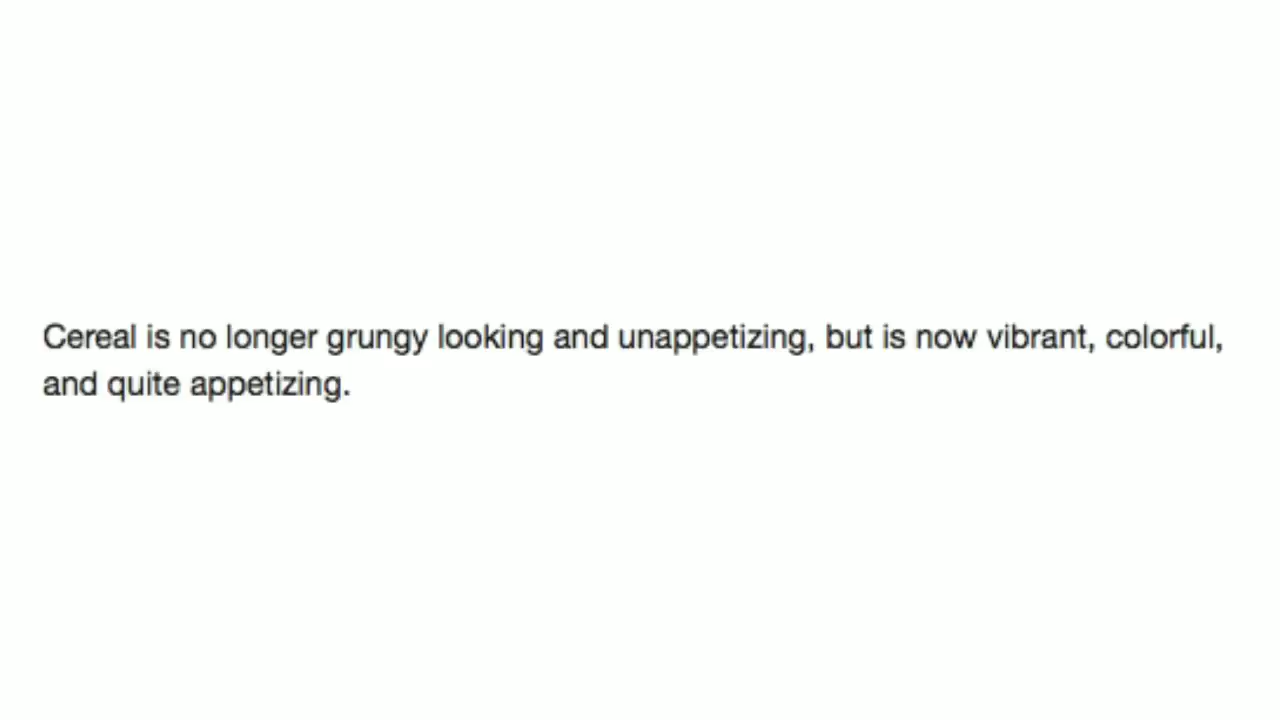 Cereal is no longer grungy looking and unappetizing, but is now vibrant, colorful,
and quite appetizing.